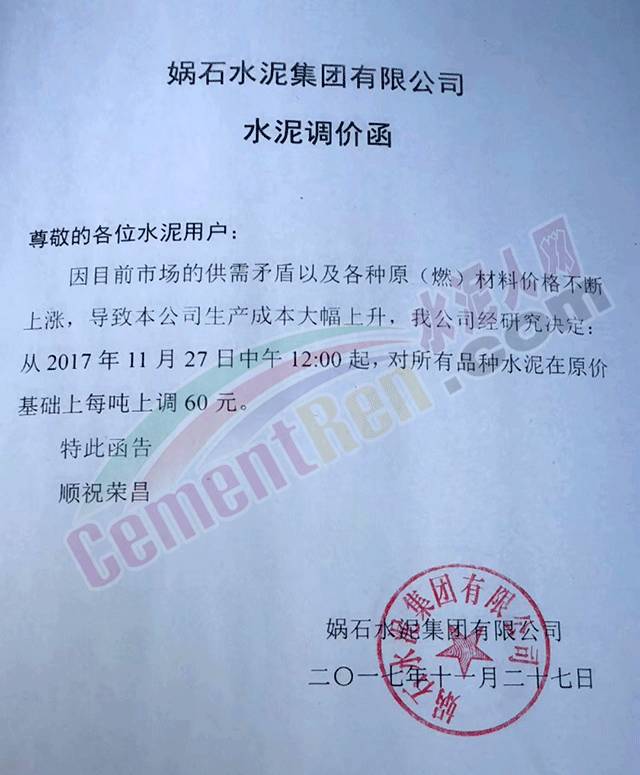 娲石水泥集团有限公司
水泥调价函
尊敬的各位水泥用户：
因目前市场的供需矛盾以及各种原（燃）材料价格不断
上涨，导致本公司生产成本大幅上升，我公司经研究决定：
从 2017 年 11 月 27 日中午 12:00 起，对所有品种水泥在原价
基础上每吨上调 60 元。
特此函告
顺祝荣昌
水泥人网
CementRen.com
娲石水泥集团有限公司
二〇一七年十一月二十七日
娲石水泥集团有限公司